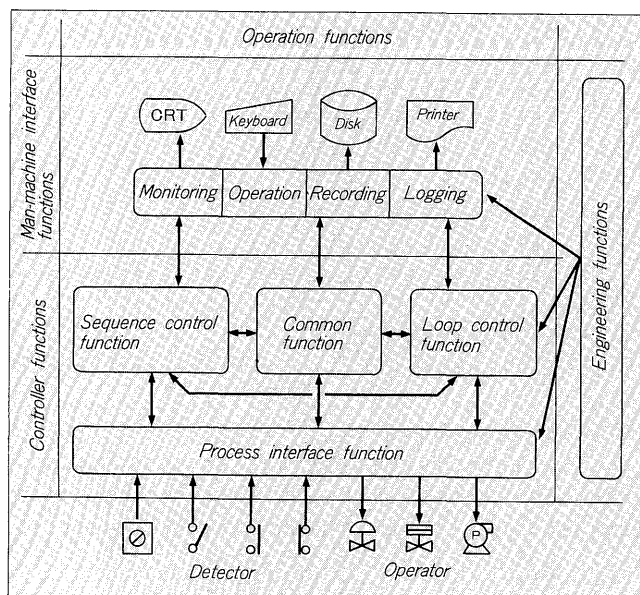 Operation functions
Man-machine interface
functions
CRT
Keyboard
Disk
Printer
Monitoring
Operation
Recording
Logging
Engineering functions
Controller functions
Sequence control
function
Common
function
Loop control
function
Process interface function
P
Detector
Operator